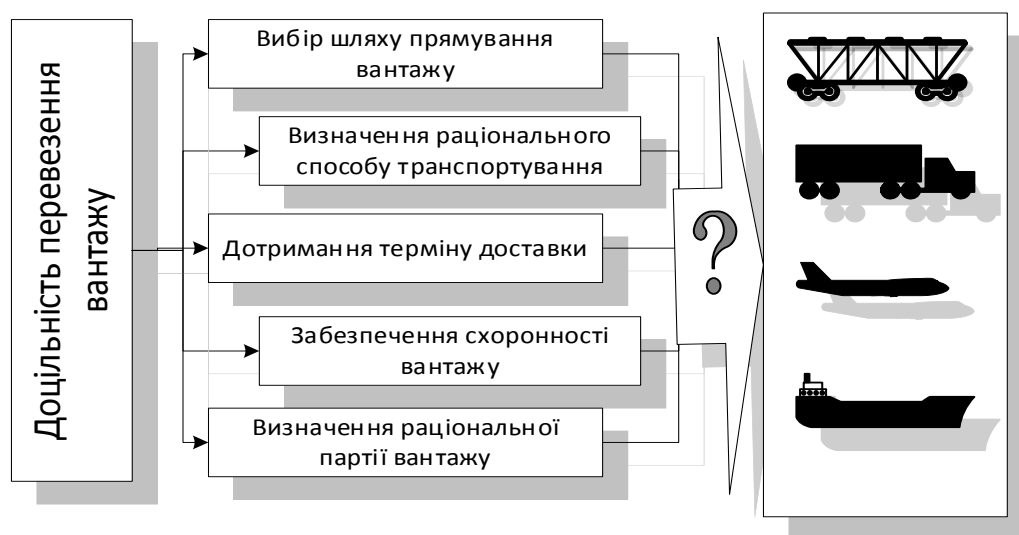 Доцільність перевезення
вантажу
Вибір шляху прямування
вантажу
Визначення раціонального
способу транспортування
Дотримання терміну доставки
Забезпечення схоронності
вантажу
Визначення раціональної
партії вантажу
?